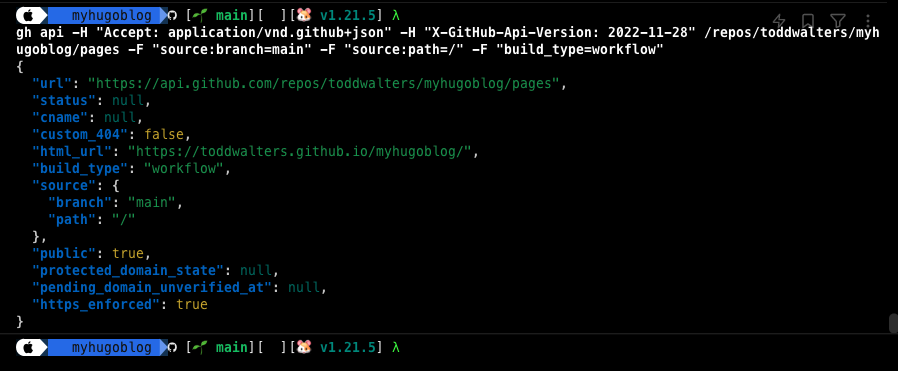 myhugoblog [ main][ ][ v1.21.5] λ
gh api -H "Accept: application/vnd.github+json" -H "X-GitHub-Api-Version: 2022-11-28" /repos/toddwalters/myh
ugoblog/pages -F "source:branch=main" -F "source:path=/" -F "build_type=workflow"
{
  "url": "https://api.github.com/repos/toddwalters/myhugoblog/pages",
  "status": null,
  "cname": null,
  "custom_404": false,
  "html_url": "https://toddwalters.github.io/myhugoblog/",
  "build_type": "workflow",
  "source": {
    "branch": "main",
    "path": "/"
  },
  "public": true,
  "protected_domain_state": null,
  "pending_domain_unverified_at": null,
  "https_enforced": true
}
myhugoblog [ main][ ][ v1.21.5] λ